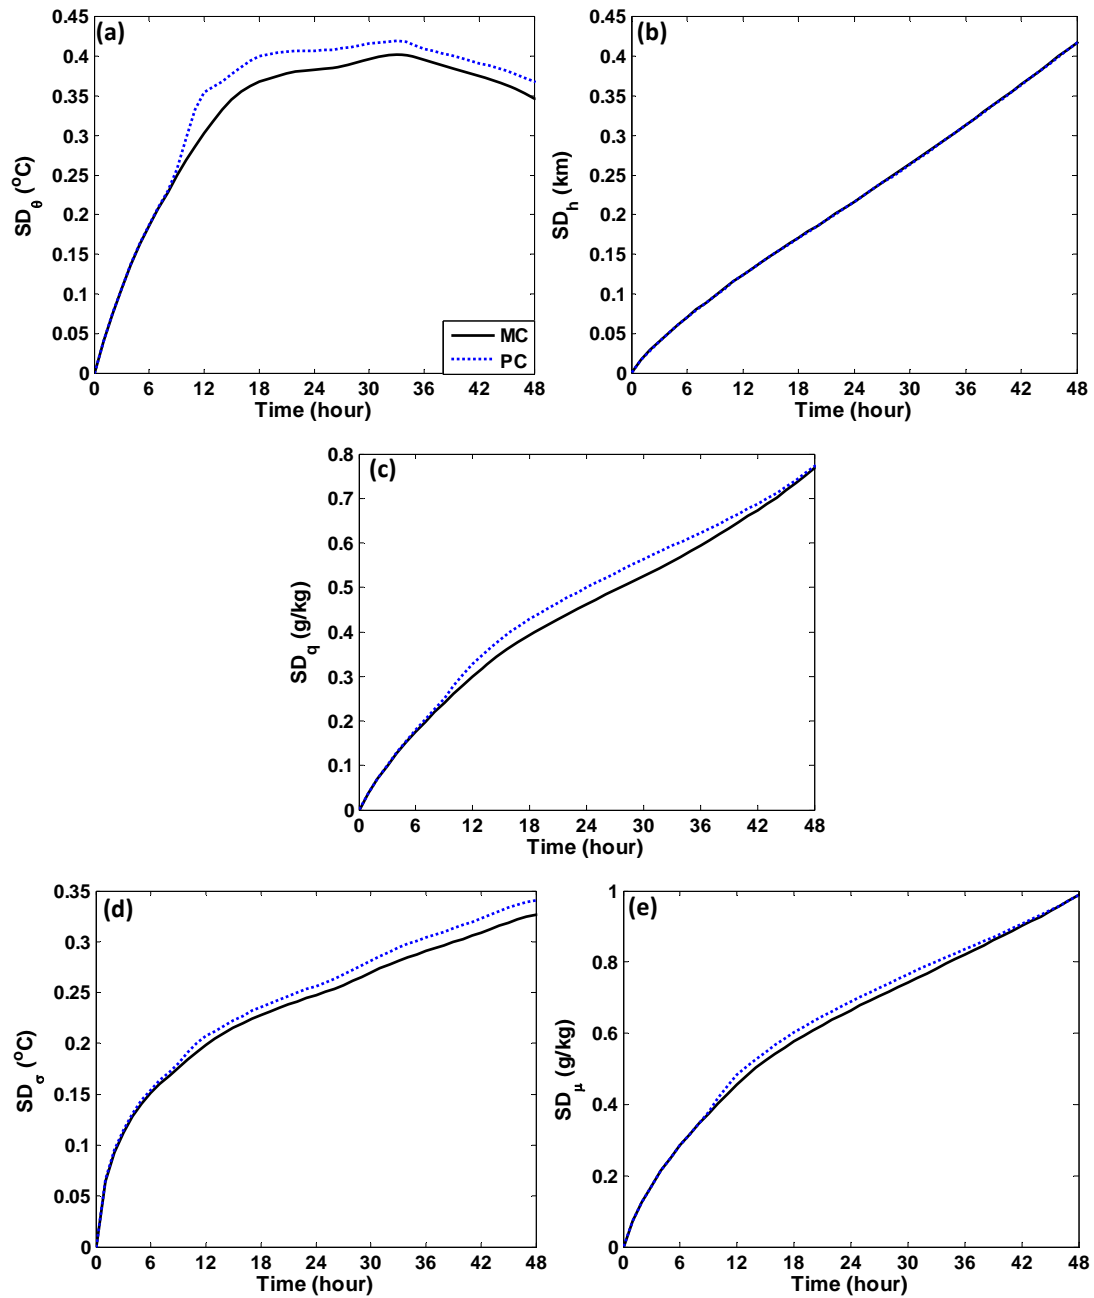 (a)
0.45
0.4
0.35
0.3
0.25
0.2
0.15
0.1
0.05
0
SD_θ (°C)
0 6 12 18 24 30 36 42 48
Time (hour)
MC
PC
(b)
0.45
0.4
0.35
0.3
0.25
0.2
0.15
0.1
0.05
0
SD_h (km)
0 6 12 18 24 30 36 42 48
Time (hour)
(c)
0.8
0.7
0.6
0.5
0.4
0.3
0.2
0.1
0
SD_q (g/kg)
0 6 12 18 24 30 36 42 48
Time (hour)
(d)
0.35
0.3
0.25
0.2
0.15
0.1
0.05
0
SD_σ (°C)
0 6 12 18 24 30 36 42 48
Time (hour)
(e)
1
0.8
0.6
0.4
0.2
0
SD_μ (g/kg)
0 6 12 18 24 30 36 42 48
Time (hour)